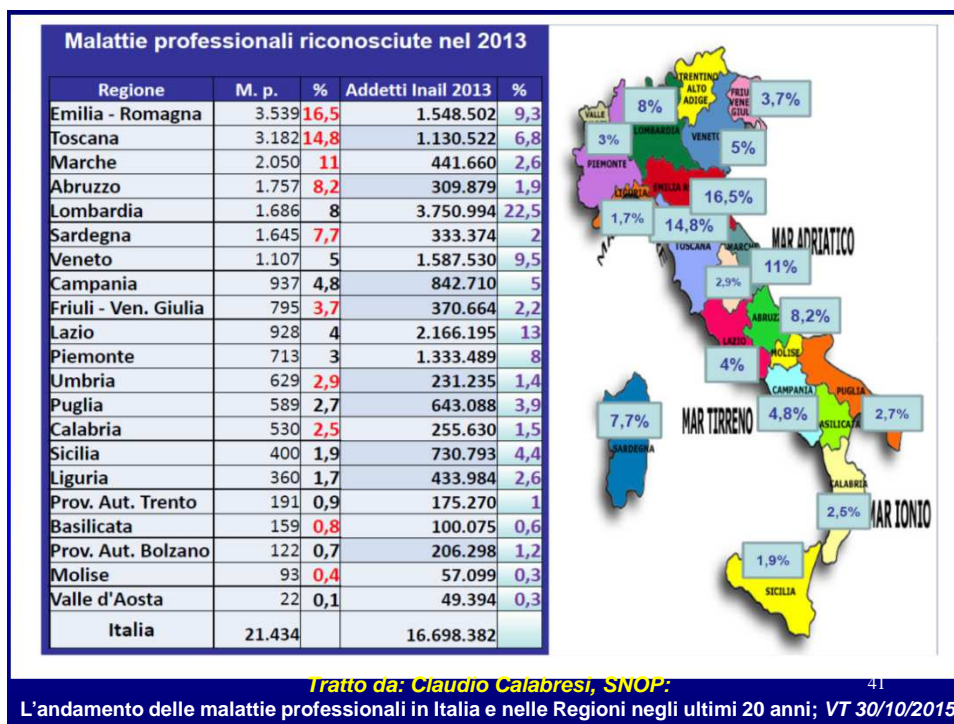 Malattie professionali riconosciute nel 2013
Regione M. p. % Addetti Inail 2013 %
Emilia - Romagna 3.539 16,5 1.548.502 9,3
Toscana 3.182 14,8 1.130.522 6,8
Marche 2.050 11 441.660 2,6
Abruzzo 1.757 8,2 309.879 1,9
Lombardia 1.686 8 3.750.994 22,5
Sardegna 1.645 7,7 333.374 2
Veneto 1.107 5 1.587.530 9,5
Campania 937 4,8 842.710 5
Friuli - Ven. Giulia 795 3,7 370.664 2,2
Lazio 928 4 2.166.195 13
Piemonte 713 3 1.333.489 8
Umbria 629 2,9 231.235 1,4
Puglia 589 2,7 643.088 3,9
Calabria 530 2,5 255.630 1,5
Sicilia 400 1,9 730.793 4,4
Liguria 360 1,7 433.984 2,6
Prov. Aut. Trento 191 0,9 175.270 1
Basilicata 159 0,8 100.075 0,6
Prov. Aut. Bolzano 122 0,7 206.298 1,2
Molise 93 0,4 57.099 0,3
Valle d'Aosta 22 0,1 49.394 0,3
Italia 21.434 16.698.382
TRENTINO
ALTO
ADIGE
FRIU
VENE
GIUL
3,7%
8%
VALLE
LOMBARDIA
VENETO
3%
5%
PIEMONTE
EMILIA R
LIGURIA
16,5%
1,7%
14,8%
TOSCANA
MARCHE
MAR ADRIATICO
11%
2,9%
ABRUZZ
8,2%
LAZIO
MOLISE
4%
CAMPANIA
PUGLIA
7,7%
MAR TIRRENO
4,8%
ASILICATA
2,7%
SARDEGNA
CALABRIA
2,5%
MAR IONIO
1,9%
SICILIA
Tratto da: Claudio Calabresi, SNOP:
41
L'andamento delle malattie professionali in Italia e nelle Regioni negli ultimi 20 anni; VT 30/10/2015